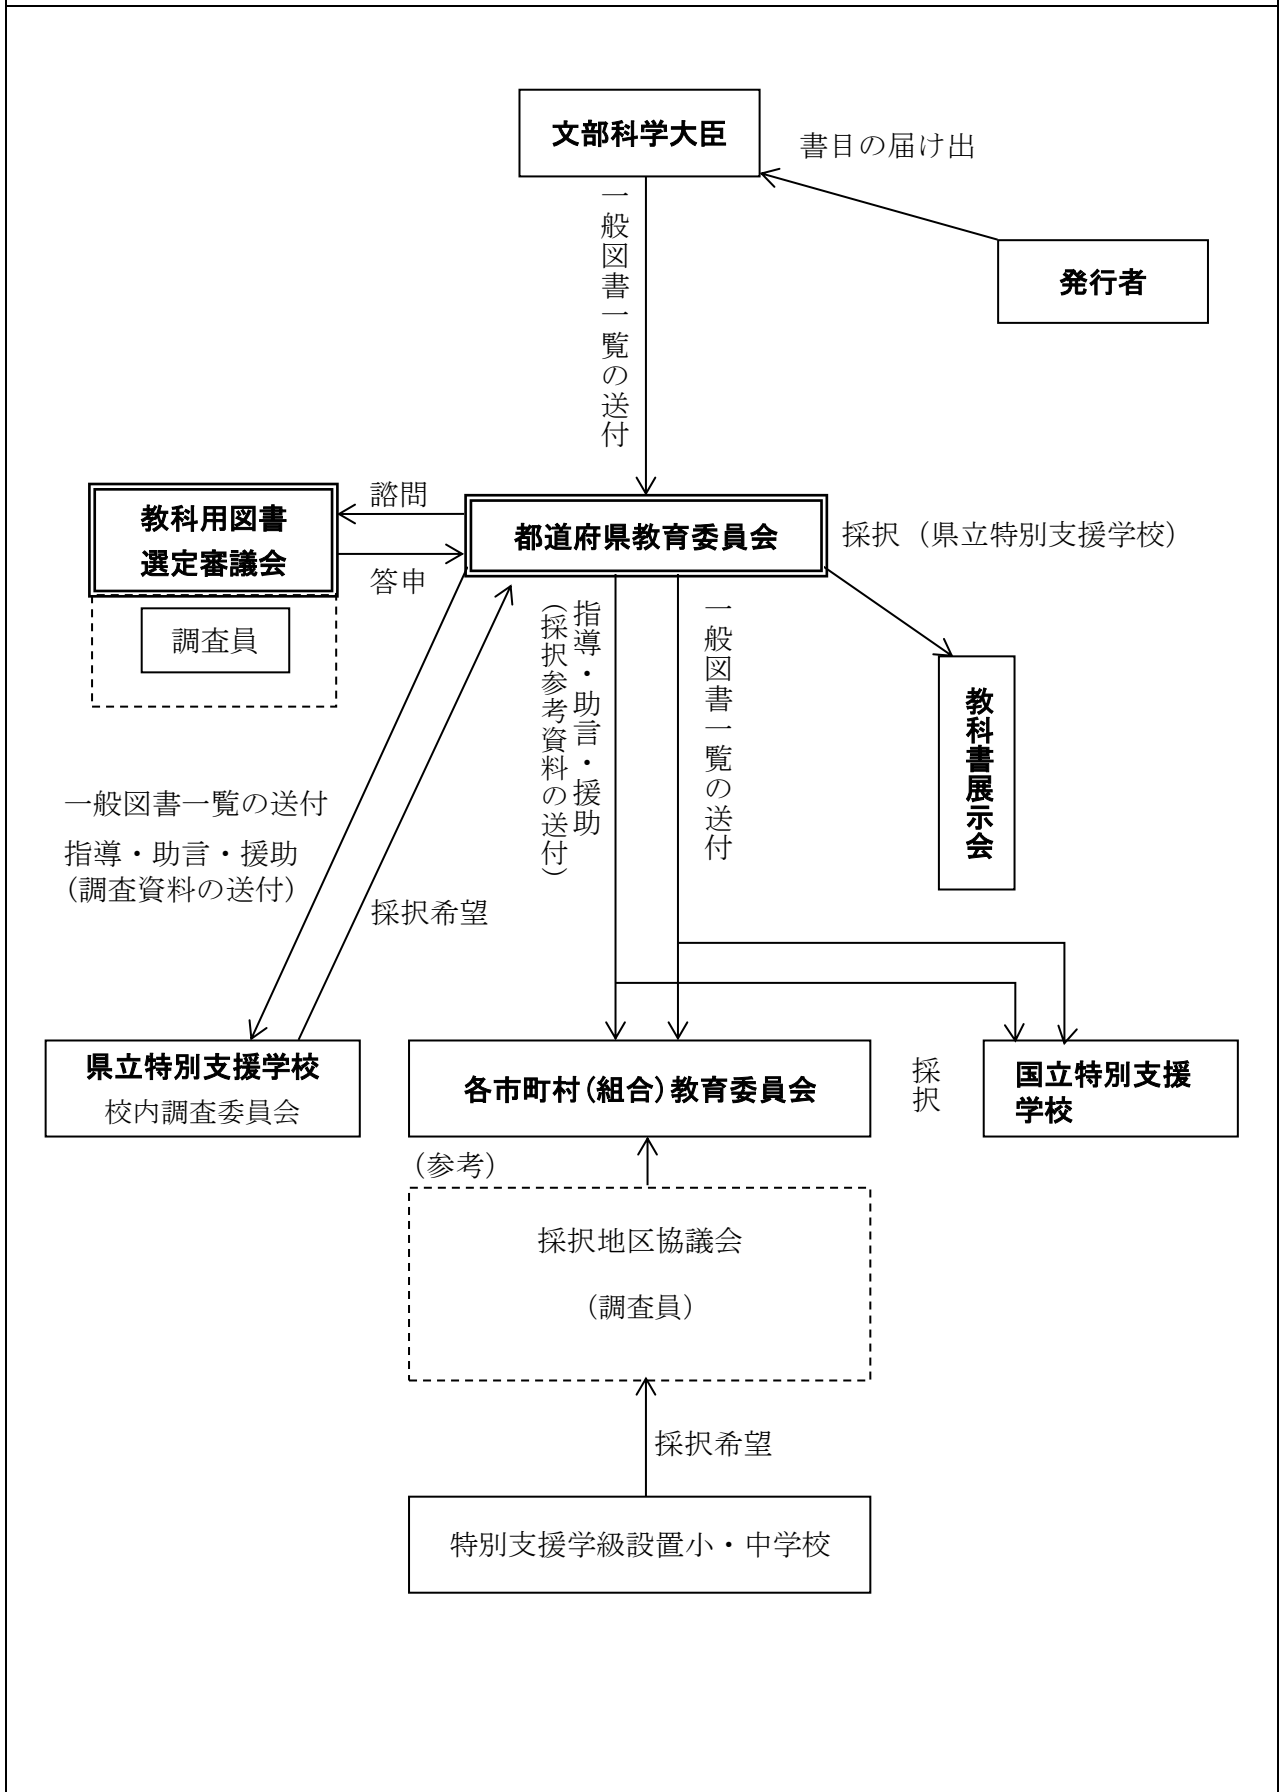 文部科学大臣
書目の届け出
発行者
一般図書一覧の送付
教科用図書
選定審議会
調査員
諮問
答申
都道府県教育委員会
採択（県立特別支援学校）
教科書展示会
指導・助言・援助
（採択参考資料の送付）
一般図書一覧の送付
一般図書一覧の送付
指導・助言・援助
（調査資料の送付）
採択希望
県立特別支援学校
校内調査委員会
各市町村(組合)教育委員会
採択
国立特別支援
学校
（参考）
採択地区協議会
（調査員）
採択希望
特別支援学級設置小・中学校